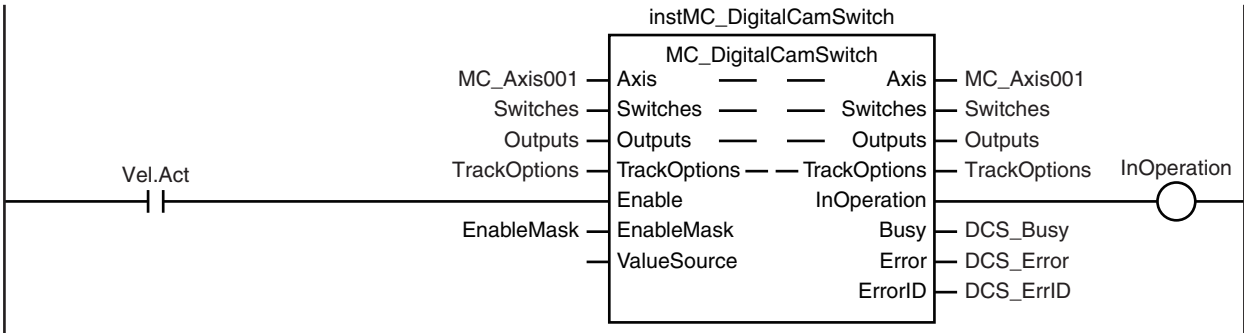 instMC_DigitalCamSwitch
MC_DigitalCamSwitch
MC_Axis001 Axis Axis MC_Axis001
Switches Switches Switches Switches
Outputs Outputs Outputs Outputs
Vel.Act TrackOptions TrackOptions TrackOptions TrackOptions InOperation
Enable InOperation
EnableMask EnableMask Busy DCS_Busy
ValueSource Error DCS_Error
ErrorID DCS_ErrID